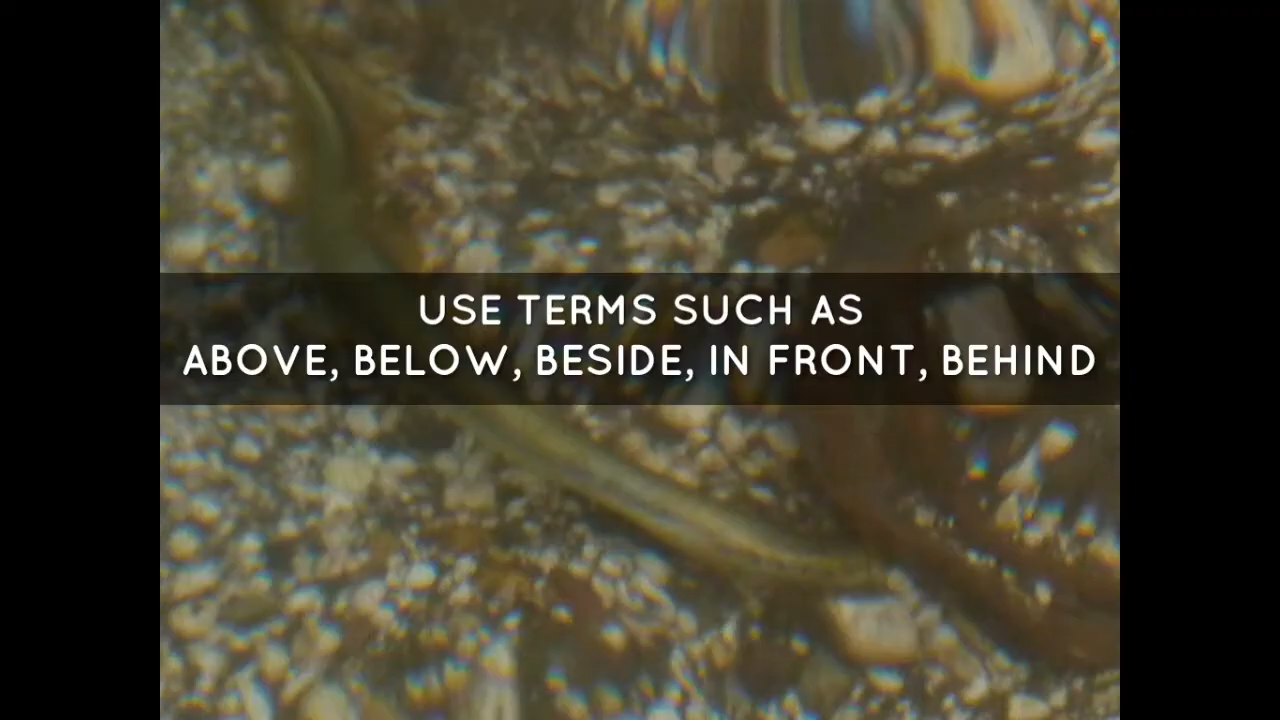 USE TERMS SUCH AS
ABOVE, BELOW, BESIDE, IN FRONT, BEHIND